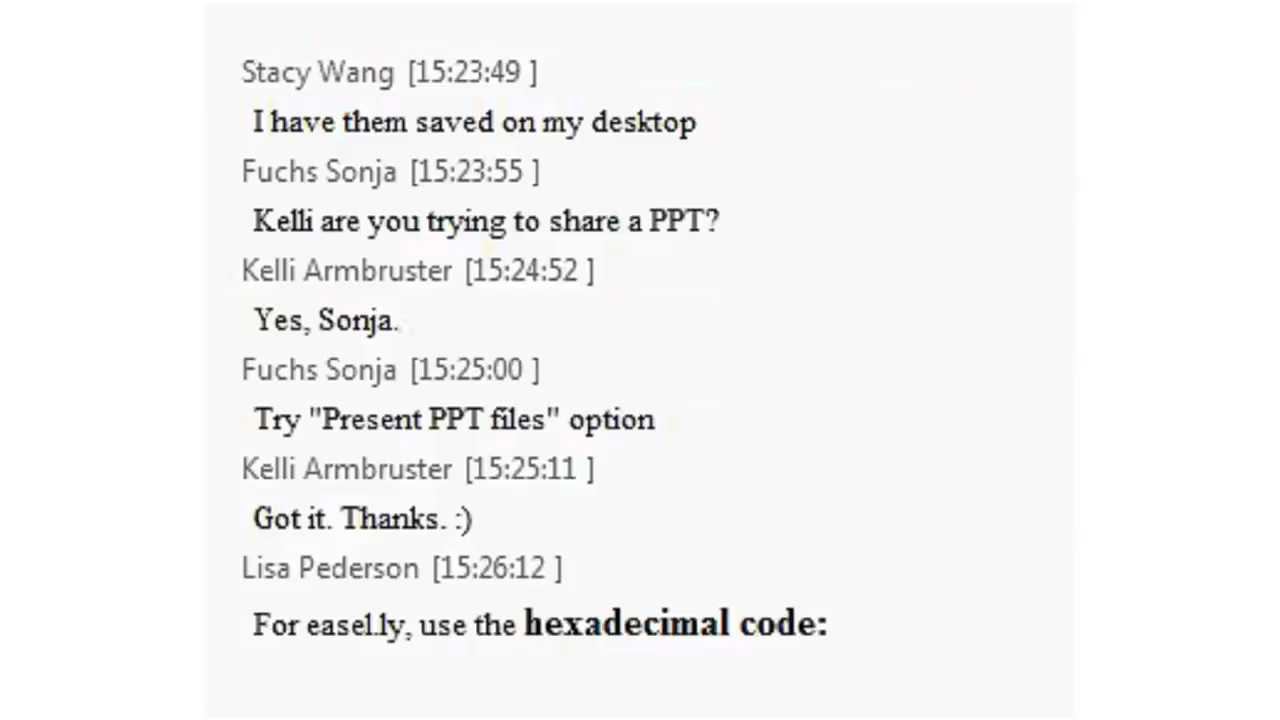 Stacy Wang [15:23:49 ]
I have them saved on my desktop
Fuchs Sonja [15:23:55 ]
Kelli are you trying to share a PPT?
Kelli Armbruster [15:24:52 ]
Yes, Sonja.
Fuchs Sonja [15:25:00 ]
Try "Present PPT files" option
Kelli Armbruster [15:25:11 ]
Got it. Thanks. :)
Lisa Pederson [15:26:12 ]
For easel.ly, use the hexadecimal code: